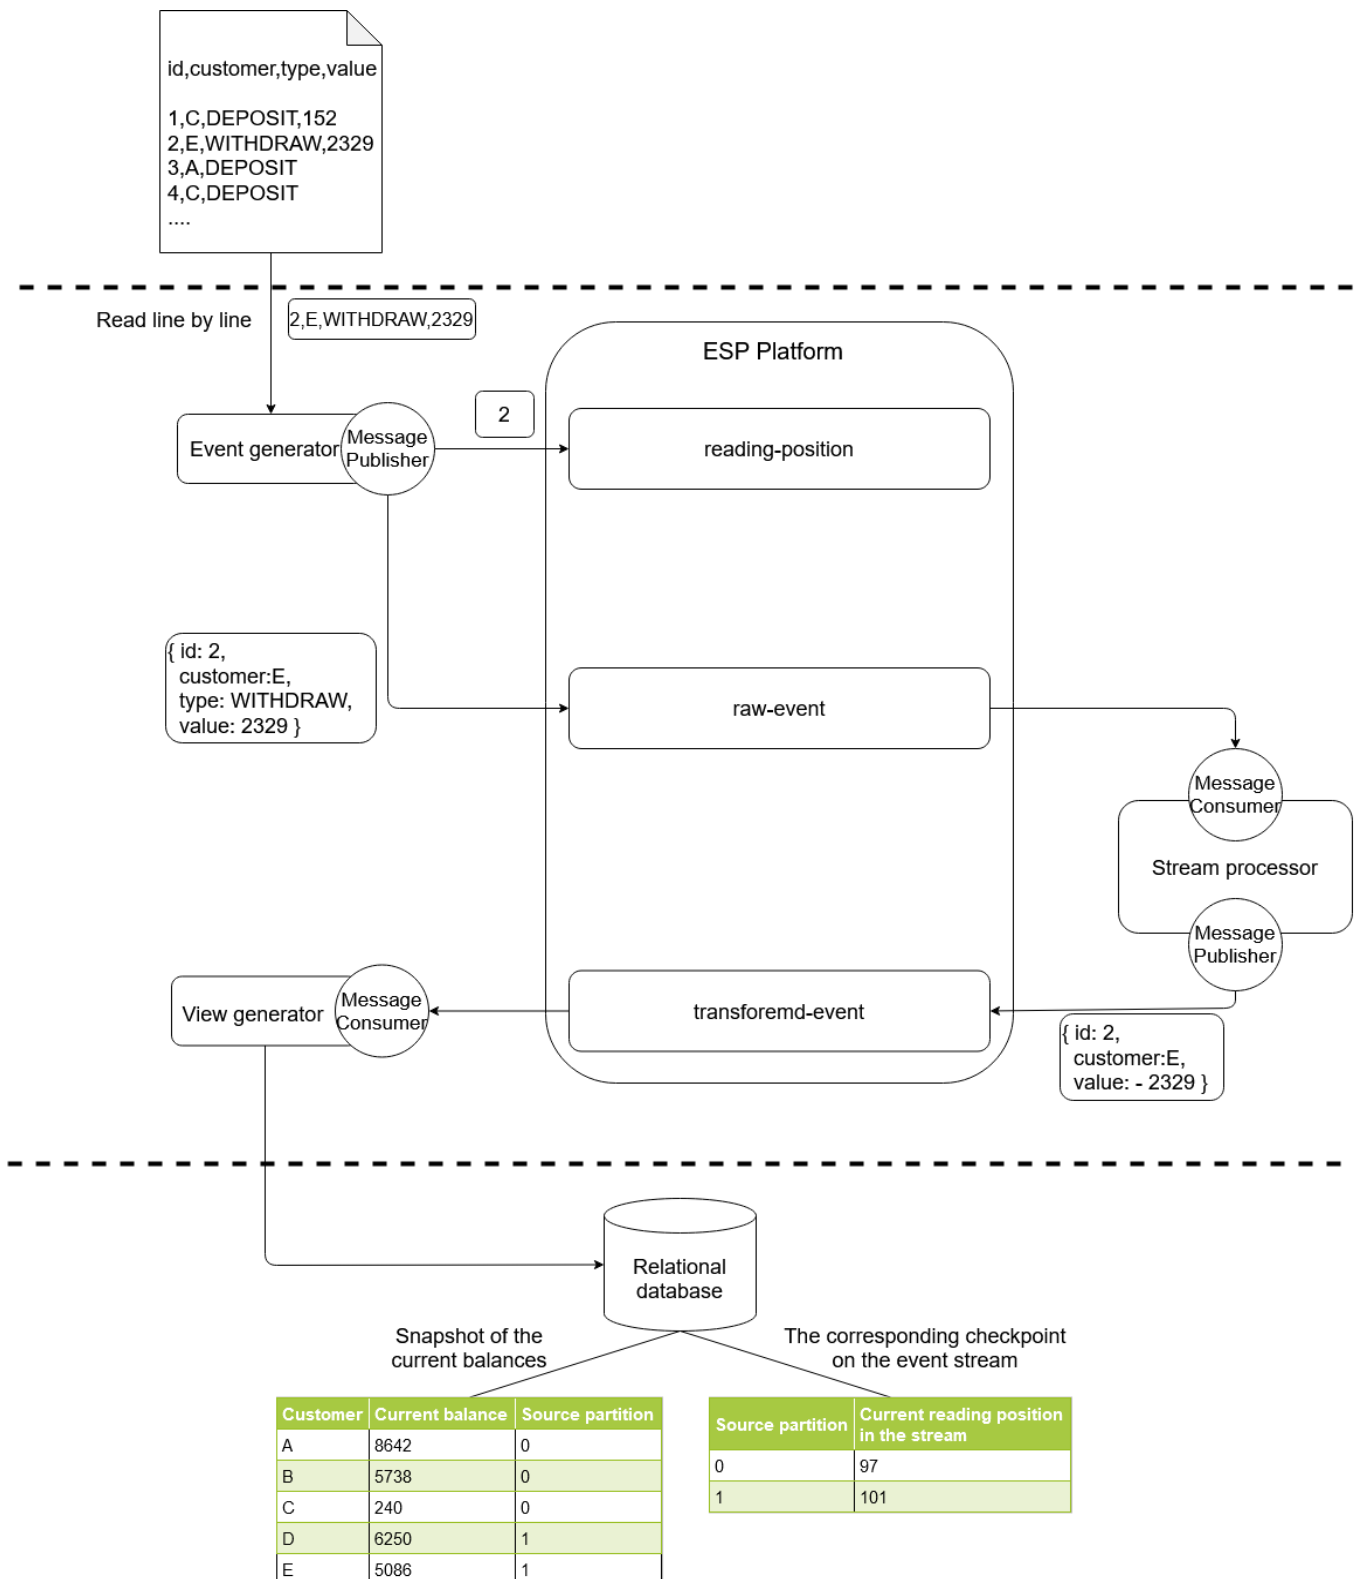 id,customer,type,value
1,C,DEPOSIT,152
2,E,WITHDRAW,2329
3,A,DEPOSIT
4,C,DEPOSIT
....
Read line by line
2,E,WITHDRAW,2329
ESP Platform
2
Event generator
Message
Publisher
reading-position
{ id: 2,
customer:E,
type: WITHDRAW,
value: 2329 }
raw-event
Message
Consumer
Stream processor
Message
Publisher
View generator
Message
Consumer
transforemd-event
{ id: 2,
customer:E,
value: - 2329 }
Relational
database
Snapshot of the
current balances
The corresponding checkpoint
on the event stream
Customer Current balance Source partition
A 8642 0
B 5738 0
C 240 0
D 6250 1
E 5086 1
Source partition Current reading position
in the stream
0 97
1 101